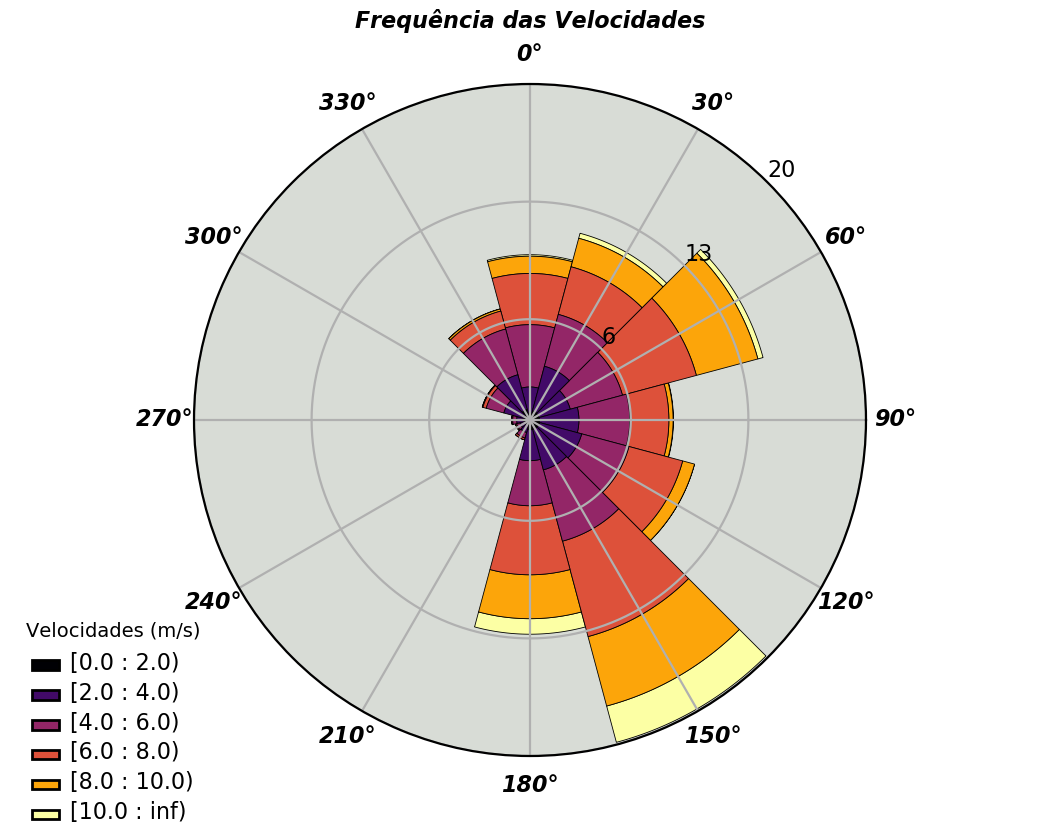 Frequência das Velocidades
0°
330°
30°
20
300°
60°
13
6
270°
90°
240°
120°
210°
150°
180°
Velocidades (m/s)
[0.0 : 2.0)
[2.0 : 4.0)
[4.0 : 6.0)
[6.0 : 8.0)
[8.0 : 10.0)
[10.0 : inf)